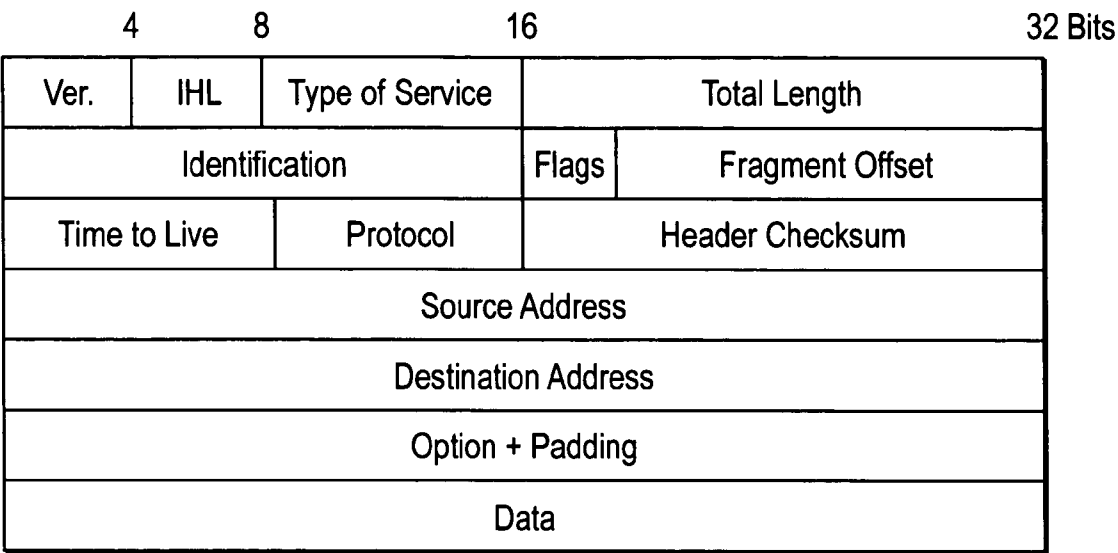 4 8 16 32 Bits
Ver. IHL Type of Service Total Length
Identification Flags Fragment Offset
Time to Live Protocol Header Checksum
Source Address
Destination Address
Option + Padding
Data